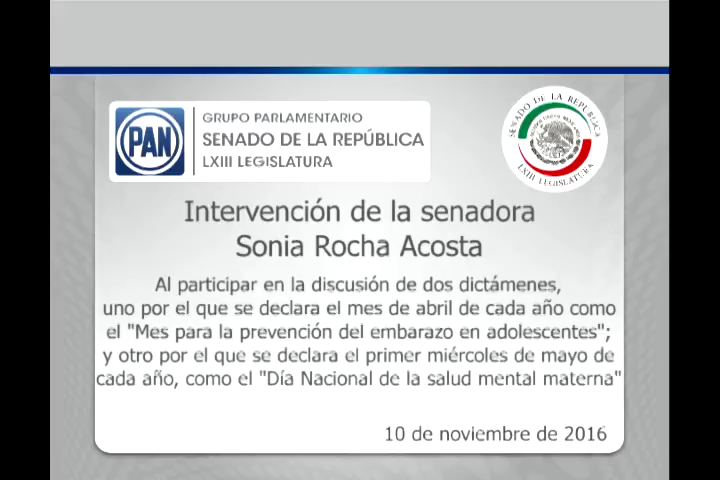 PAN
GRUPO PARLAMENTARIO
SENADO DE LA REPÚBLICA
LXIII LEGISLATURA
SENADO DE LA REPÚBLICA
LXIII LEGISLATURA
Intervención de la senadora
Sonia Rocha Acosta
Al participar en la discusión de dos dictámenes,
uno por el que se declara el mes de abril de cada año como
el "Mes para la prevención del embarazo en adolescentes";
y otro por el que se declara el primer miércoles de mayo de
cada año, como el "Día Nacional de la salud mental materna"
10 de noviembre de 2016